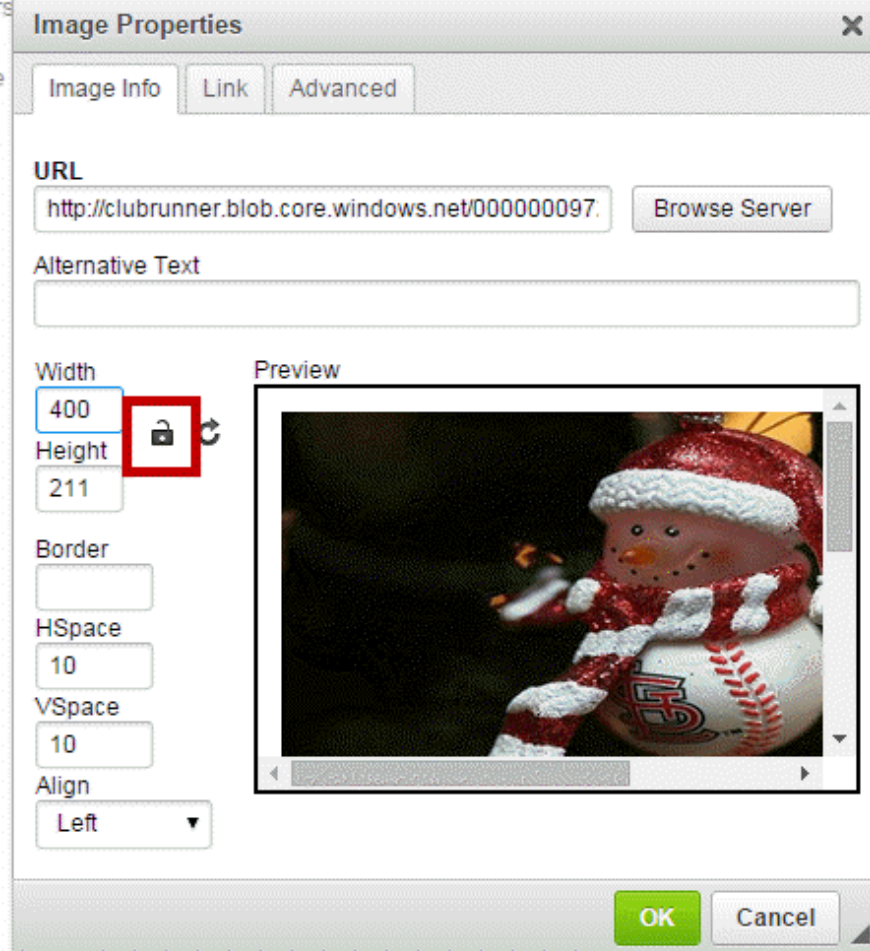 Image Properties
Image Info Link Advanced
URL
http://clubrunner.blob.core.windows.net/000000097
Browse Server
Alternative Text
Width
400
Height
211
Preview
Border
HSpace
10
VSpace
10
Align
Left
OK Cancel